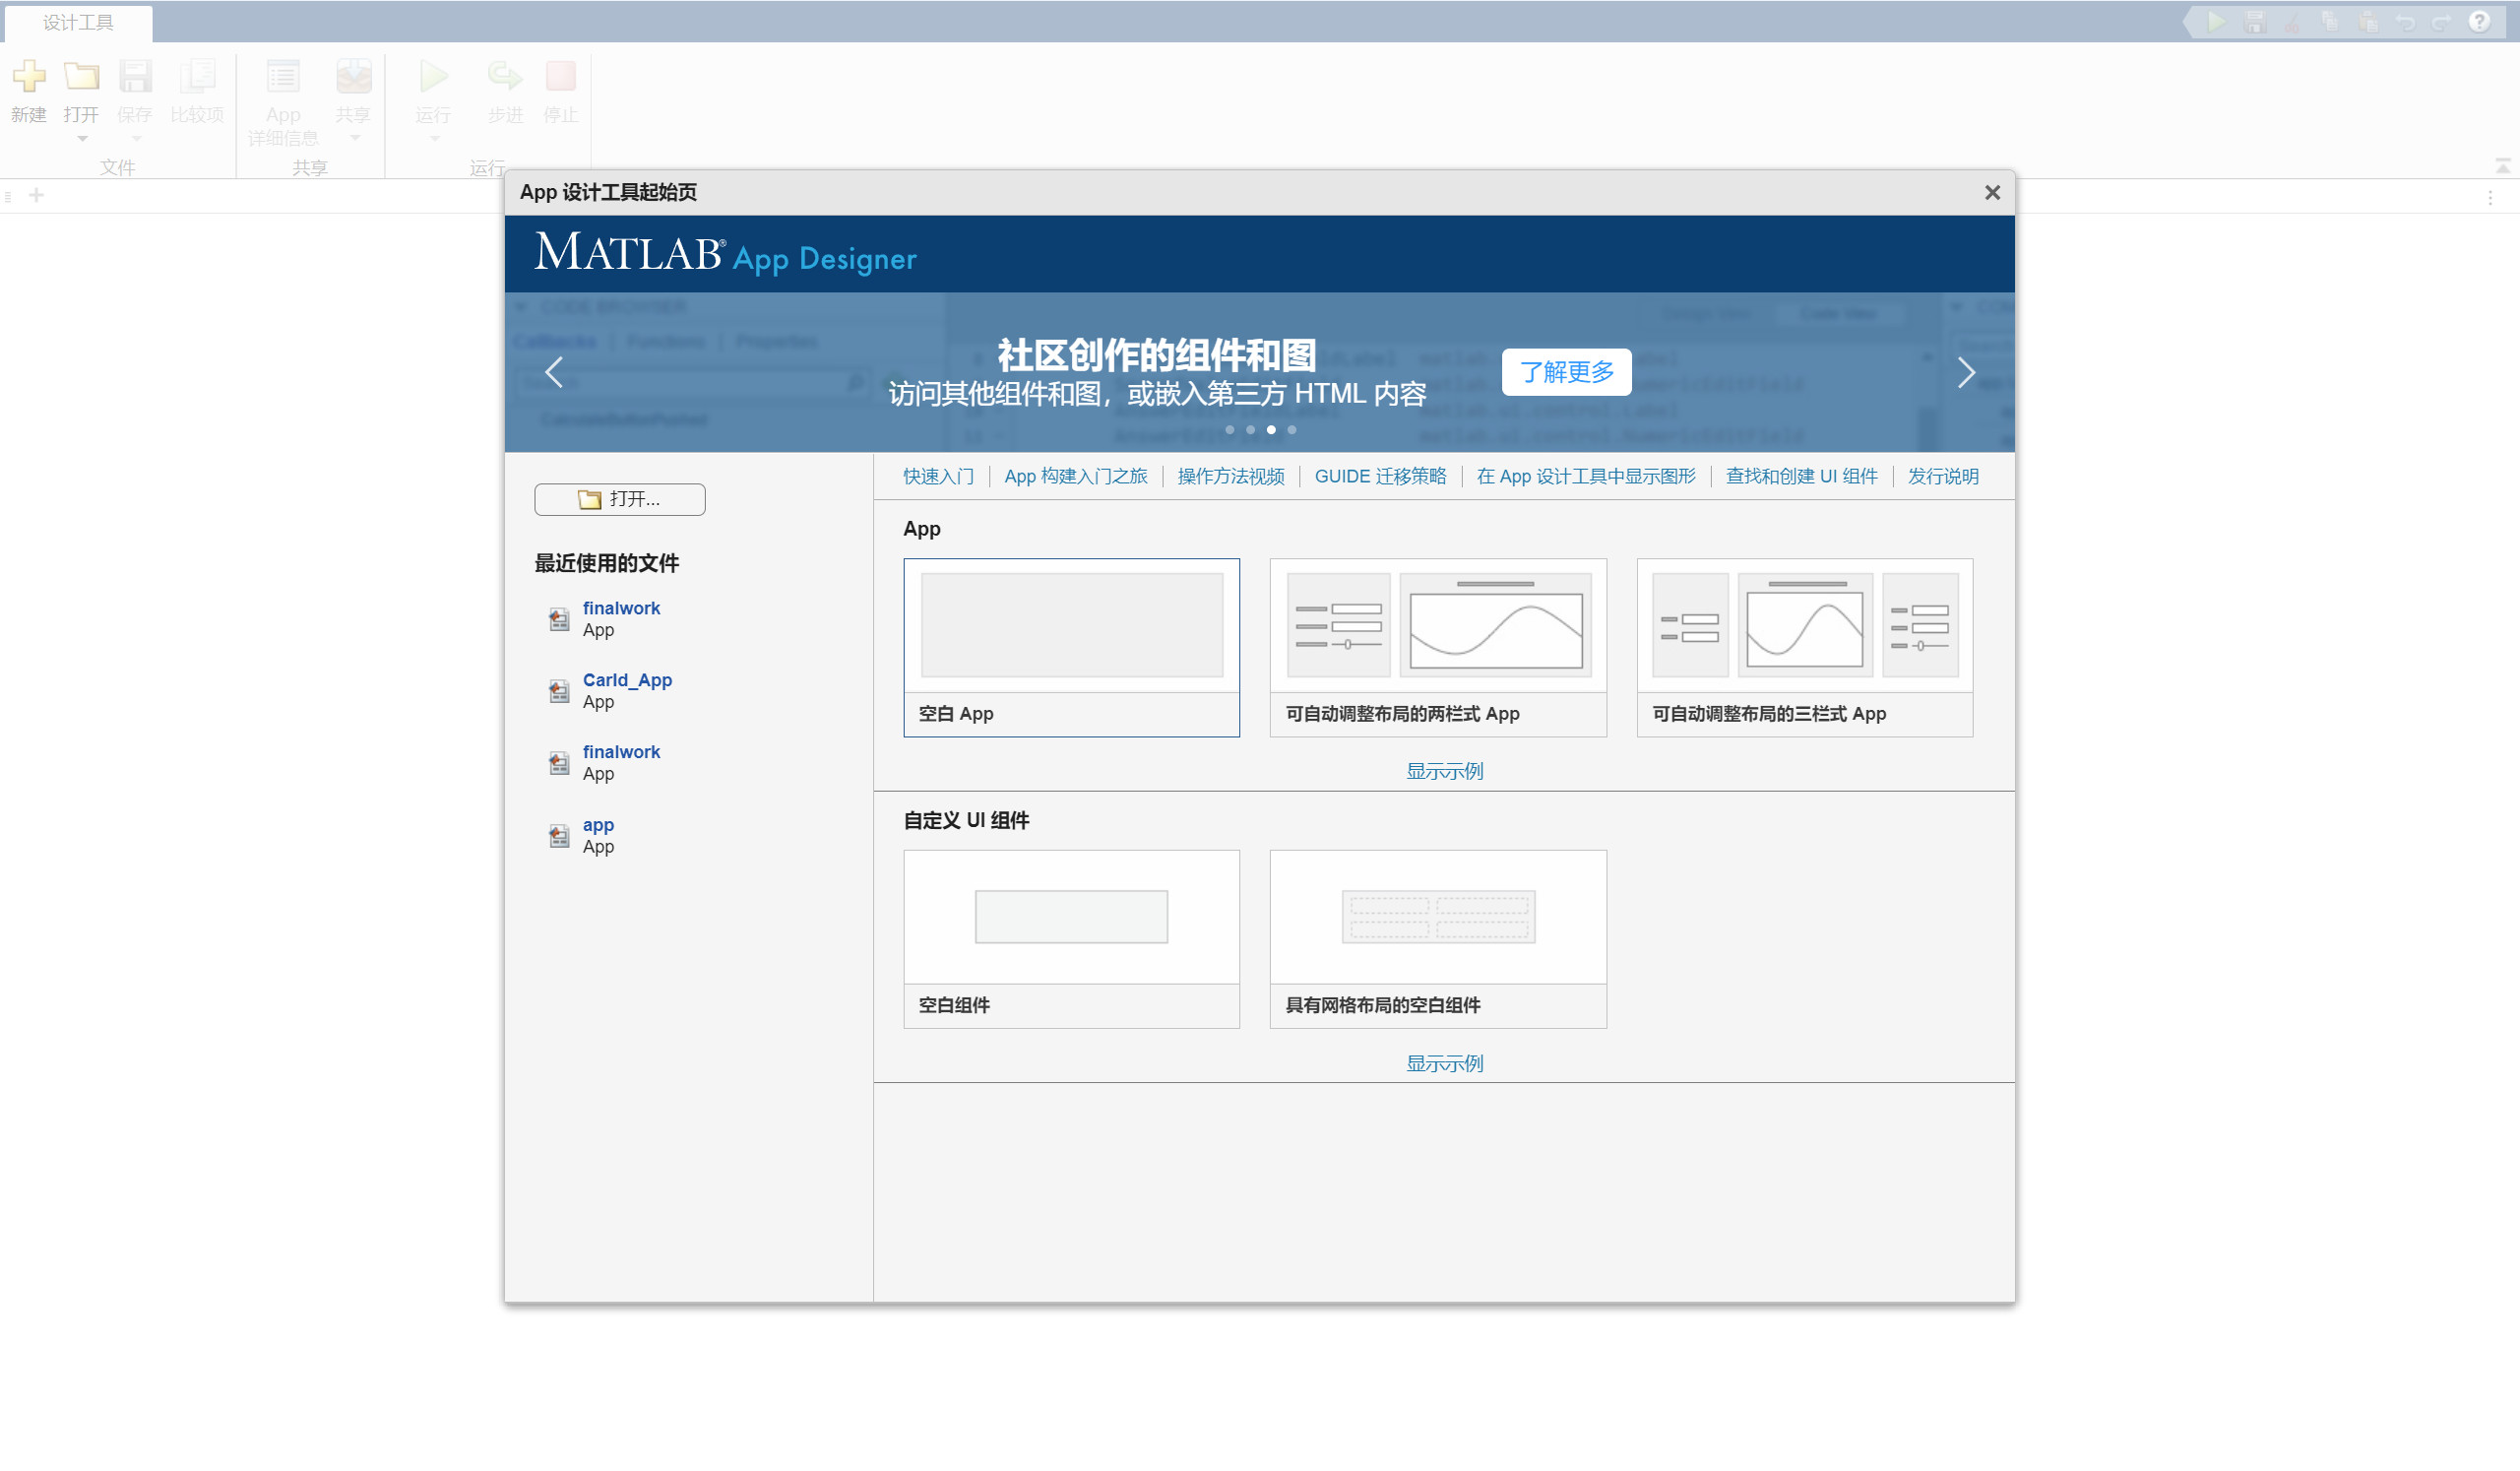 设计工具
新建 打开 保存 比较项 App 详细信息 共享 运行 步进 停止
文件 共享 运行
App 设计工具起始页
MATLAB® App Designer
CODE BROWSER
Callbacks | Functions | Properties
Code View
社区创作的组件和图
访问其他组件和图，或嵌入第三方 HTML 内容
了解更多
打开...
最近使用的文件
finalwork
App
CarId_App
App
finalwork
App
app
App
快速入门 App 构建入门之旅 操作方法视频 GUIDE 迁移策略 在 App 设计工具中显示图形 查找和创建 UI 组件 发行说明
App
空白 App 可自动调整布局的两栏式 App 可自动调整布局的三栏式 App
显示示例
自定义 UI 组件
空白组件 具有网格布局的空白组件
显示示例